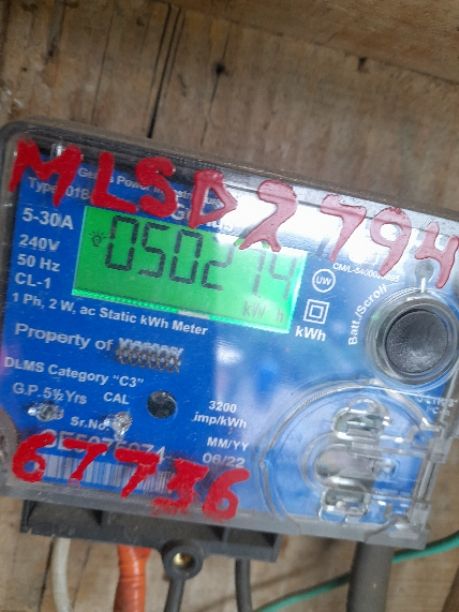 MLSD2794
5-30A
240V
50 Hz
CL-1
050274
kW h
UW
kWh
Batt./Scroll
1 Ph, 2 W, ac Static kWh Meter
Property of
DLMS Category "C3"
G.P. 5½ Yrs CAL
Sr.No.
3200
imp/kWh
MM/YY
06/22
67736